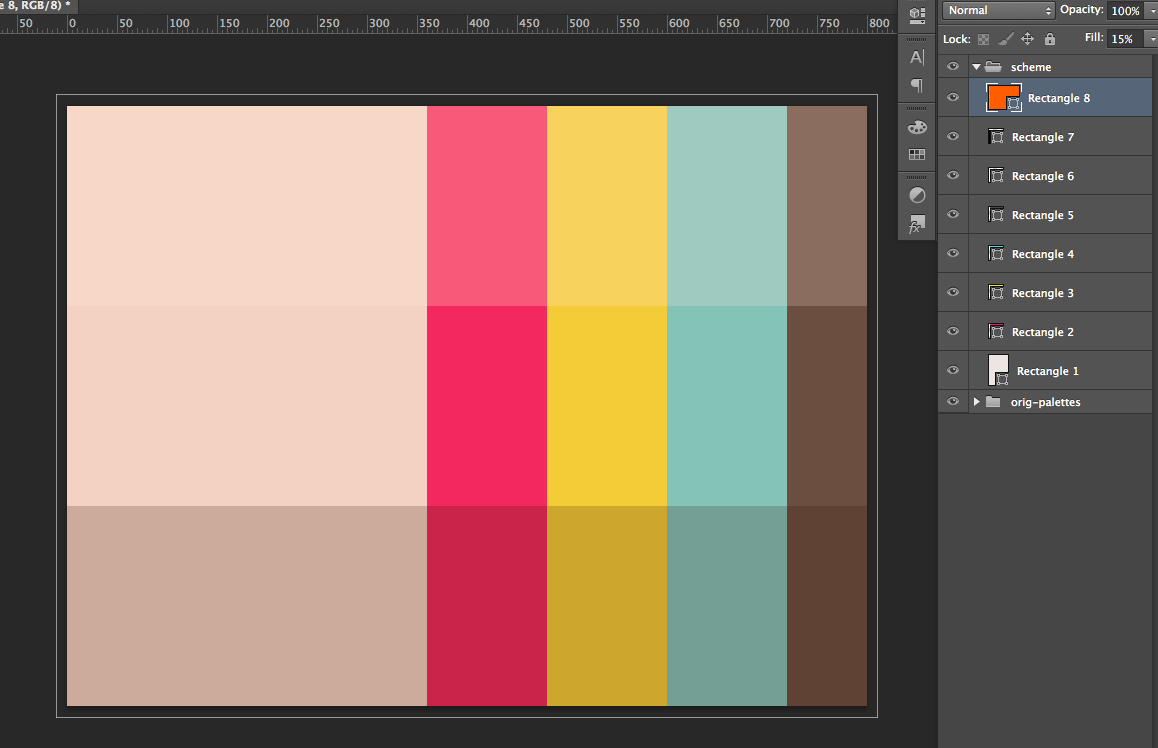 e 8, RGB/8) *
50 0 50 100 150 200 250 300 350 400 450 500 550 600 650 700 750 800
Normal Opacity: 100%
Lock: Fill: 15%
scheme
Rectangle 8
Rectangle 7
Rectangle 6
Rectangle 5
Rectangle 4
Rectangle 3
Rectangle 2
Rectangle 1
orig-palettes
A
fx